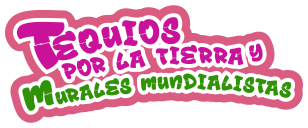 TEQUIOS
POR LA TIERRA Y
MURALES MUNDIALISTAS